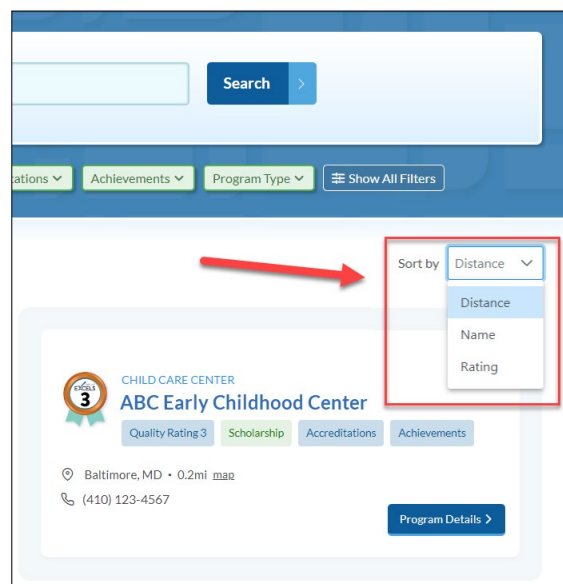 Search
Achievements
Program Type
Show All Filters
Sort by Distance
Distance
Name
Rating
EXCELS
3
CHILD CARE CENTER
ABC Early Childhood Center
Quality Rating 3 Scholarship Accreditations Achievements
Baltimore, MD • 0.2mi map
(410) 123-4567
Program Details